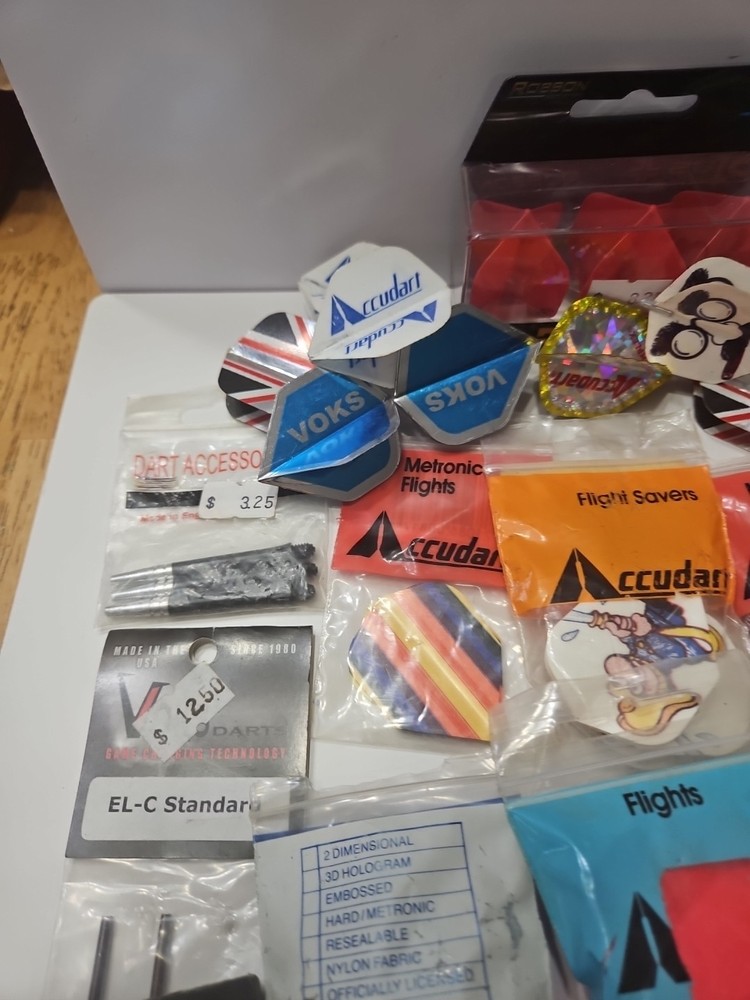 ROBSON
Accudart
Accudart
VOKS
VOKS
Accudart
DART ACCESSO
$ 3.25
Metronic
Flights
Accudart
Flight Savers
Accudart
MADE IN THE
USA
SINCE 1980
$ 12.50
DARTS
TECHNOLOGY
EL-C Standard
2 DIMENSIONAL
3D HOLOGRAM
EMBOSSED
HARD/METRONIC
RESEALABLE
NYLON FABRIC
OFFICIALLY LICENSED
Flights